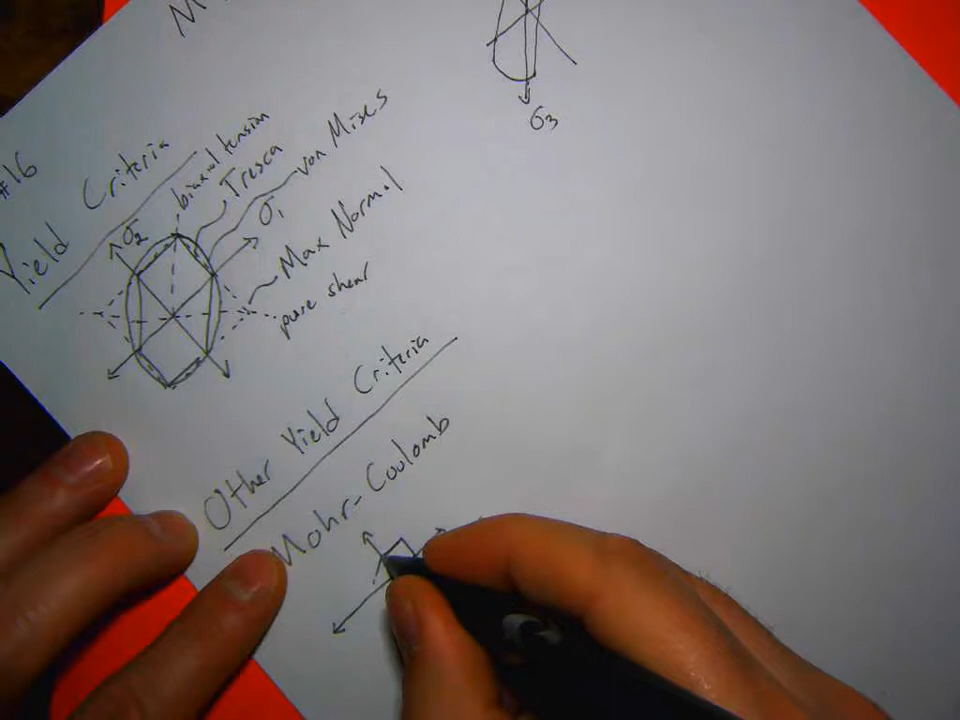 M
σ3
#16
Yield Criteria
biaxial tension
Tresca
von Mises
σ2
σ1
Max Normal
pure shear
Other Yield Criteria
Mohr-Coulomb